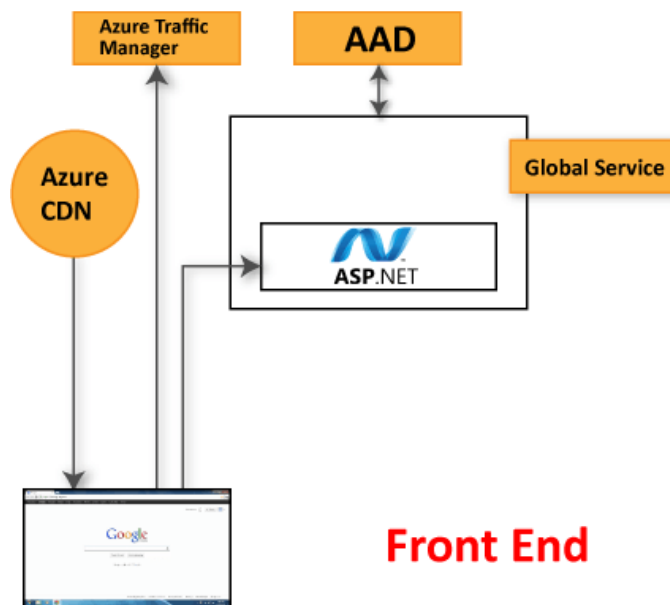 Azure Traffic
Manager
AAD
Azure
CDN
Global Service
ASP.NET
Google
Front End